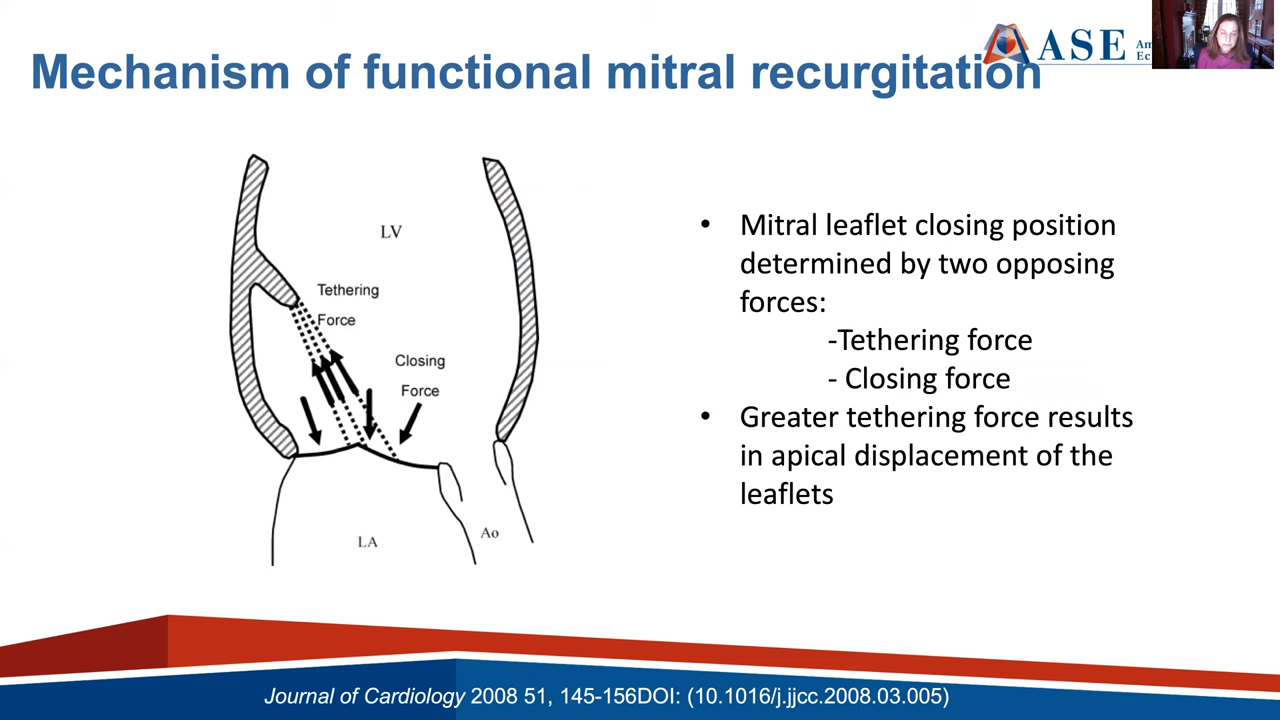 Mechanism of functional mitral recurgitation
ASE
LV
Tethering
Force
Closing
Force
LA
Ao
• Mitral leaflet closing position
determined by two opposing
forces:
-Tethering force
- Closing force
• Greater tethering force results
in apical displacement of the
leaflets
Journal of Cardiology 2008 51, 145-156DOI: (10.1016/j.jjcc.2008.03.005)